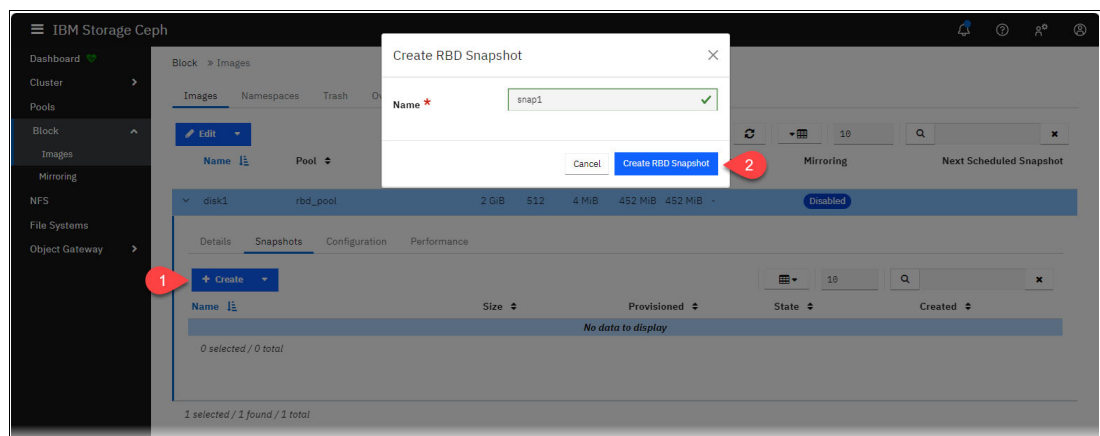 IBM Storage Ceph
Dashboard
Cluster
Pools
Block
Images
Mirroring
NFS
File Systems
Object Gateway
Block » Images
Images Namespaces Trash
Edit
10
Name Pool Mirroring Next Scheduled Snapshot
disk1 rbd_pool 2 GiB 512 4 MiB 452 MiB 452 MiB - Disabled
Details Snapshots Configuration Performance
1
+ Create
10
Name Size Provisioned State Created
No data to display
0 selected / 0 total
1 selected / 1 found / 1 total
Create RBD Snapshot
Name *
snap1
Cancel Create RBD Snapshot
2